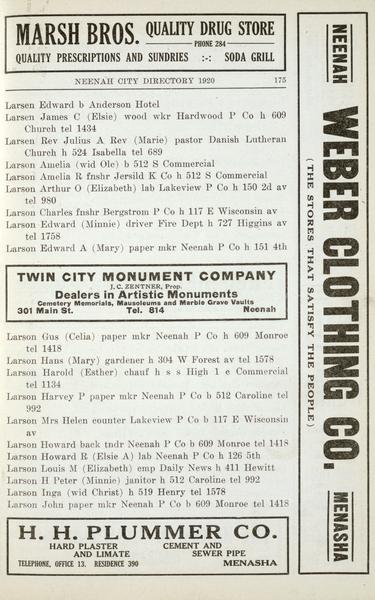 MARSH BROS. QUALITY DRUG STORE
PHONE 284
QUALITY PRESCRIPTIONS AND SUNDRIES :-: SODA GRILL
NEENAH CITY DIRECTORY 1920 175
Larsen Edward b Anderson Hotel
Larsen James C (Elsie) wood wkr Hardwood P Co h 609
Church tel 1434
Larsen Rev Julius A Rev (Marie) pastor Danish Lutheran
Church h 524 Isabella tel 689
Larson Amelia (wid Ole) b 512 S Commercial
Larson Amelia R fnshr Jersild K Co h 512 S Commercial
Larson Arthur O (Elizabeth) lab Lakeview P Co h 150 2d av
tel 980
Larson Charles fnshr Bergstrom P Co h 117 E Wisconsin av
Larson Edward (Minnie) driver Fire Dept h 727 Higgins av
tel 1758
Larson Edward A (Mary) paper mkr Neenah P Co h 151 4th
TWIN CITY MONUMENT COMPANY
J. C. ZENTNER, Prop.
Dealers in Artistic Monuments
Cemetery Memorials, Mausoleums and Marble Grave Vaults
301 Main St. Tel. 814 Neenah
Larson Gus (Celia) paper mkr Neenah P Co h 609 Monroe
tel 1418
Larson Hans (Mary) gardener h 304 W Forest av tel 1578
Larson Harold (Esther) chauf h s s High 1 e Commercial
tel 1134
Larson Harvey P paper mkr Neenah P Co b 512 Caroline tel
992
Larson Mrs Helen counter Lakeview P Co b 117 E Wisconsin
av
Larson Howard back tndr Neenah P Co b 609 Monroe tel 1418
Larson Howard R (Elsie A) lab Neenah P Co h 126 5th
Larson Louis M (Elizabeth) emp Daily News h 411 Hewitt
Larson H Peter (Minnie) janitor h 512 Caroline tel 992
Larson Inga (wid Christ) h 519 Henry tel 1578
Larson John paper mkr Neenah P Co b 609 Monroe tel 1418
H. H. PLUMMER CO.
HARD PLASTER CEMENT AND
AND LIMATE SEWER PIPE
TELEPHONE, OFFICE 13. RESIDENCE 390 MENASHA
NEENAH WEBER CLOTHING CO. MENASHA
(THE STORES THAT SATISFY THE PEOPLE)